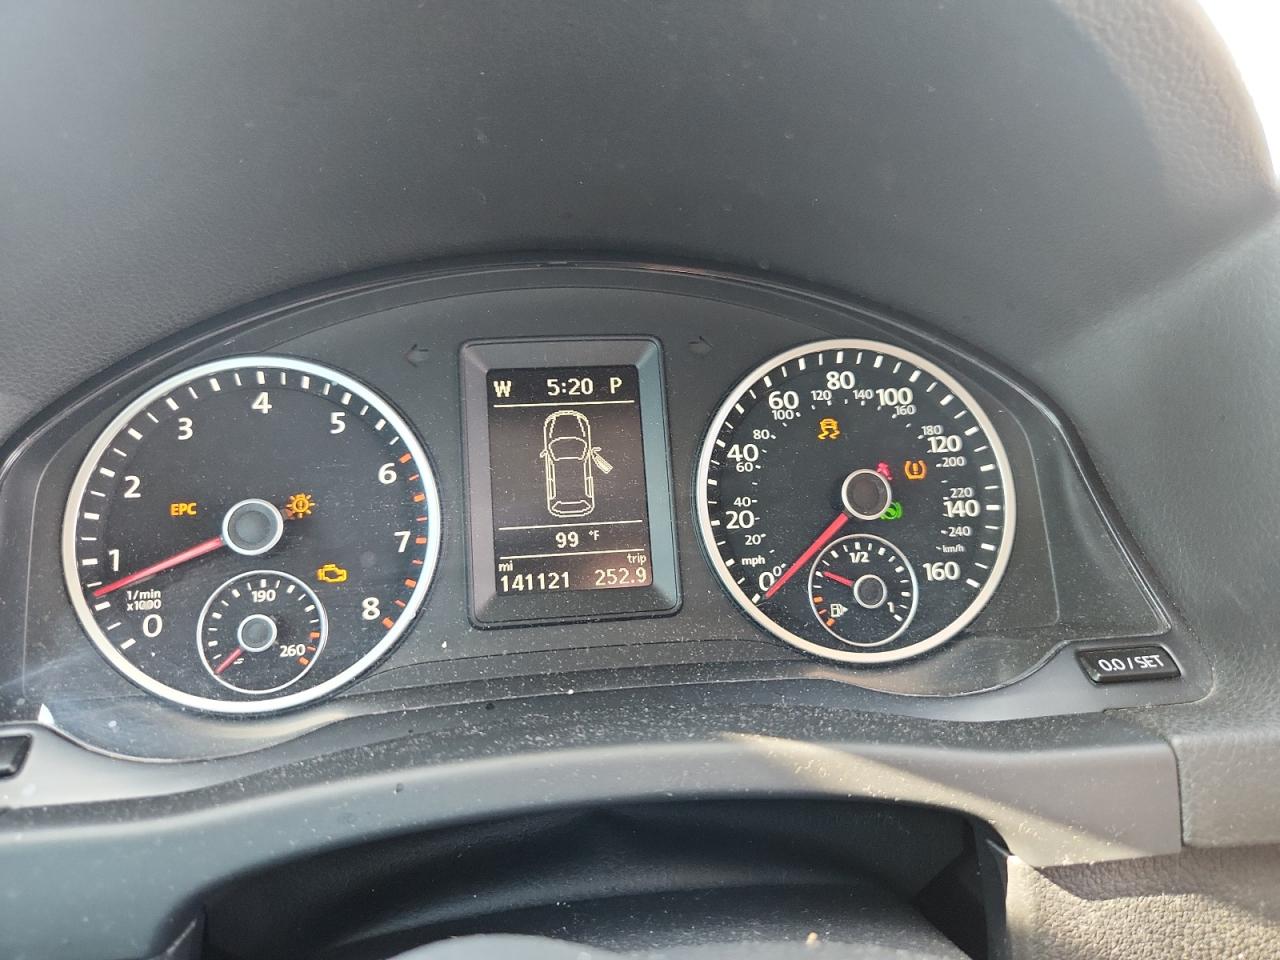 W 5:20 P
99 °F
mi trip
141121 252.9
EPC
0 1 2 3 4 5 6 7 8
1/min
x1000
190
260
0 20 40 60 80 100 120 140 160
mph
0 20 40 60 80 100 120 140 160 180 200 220 240
km/h
1/2
1
0.0 / SET